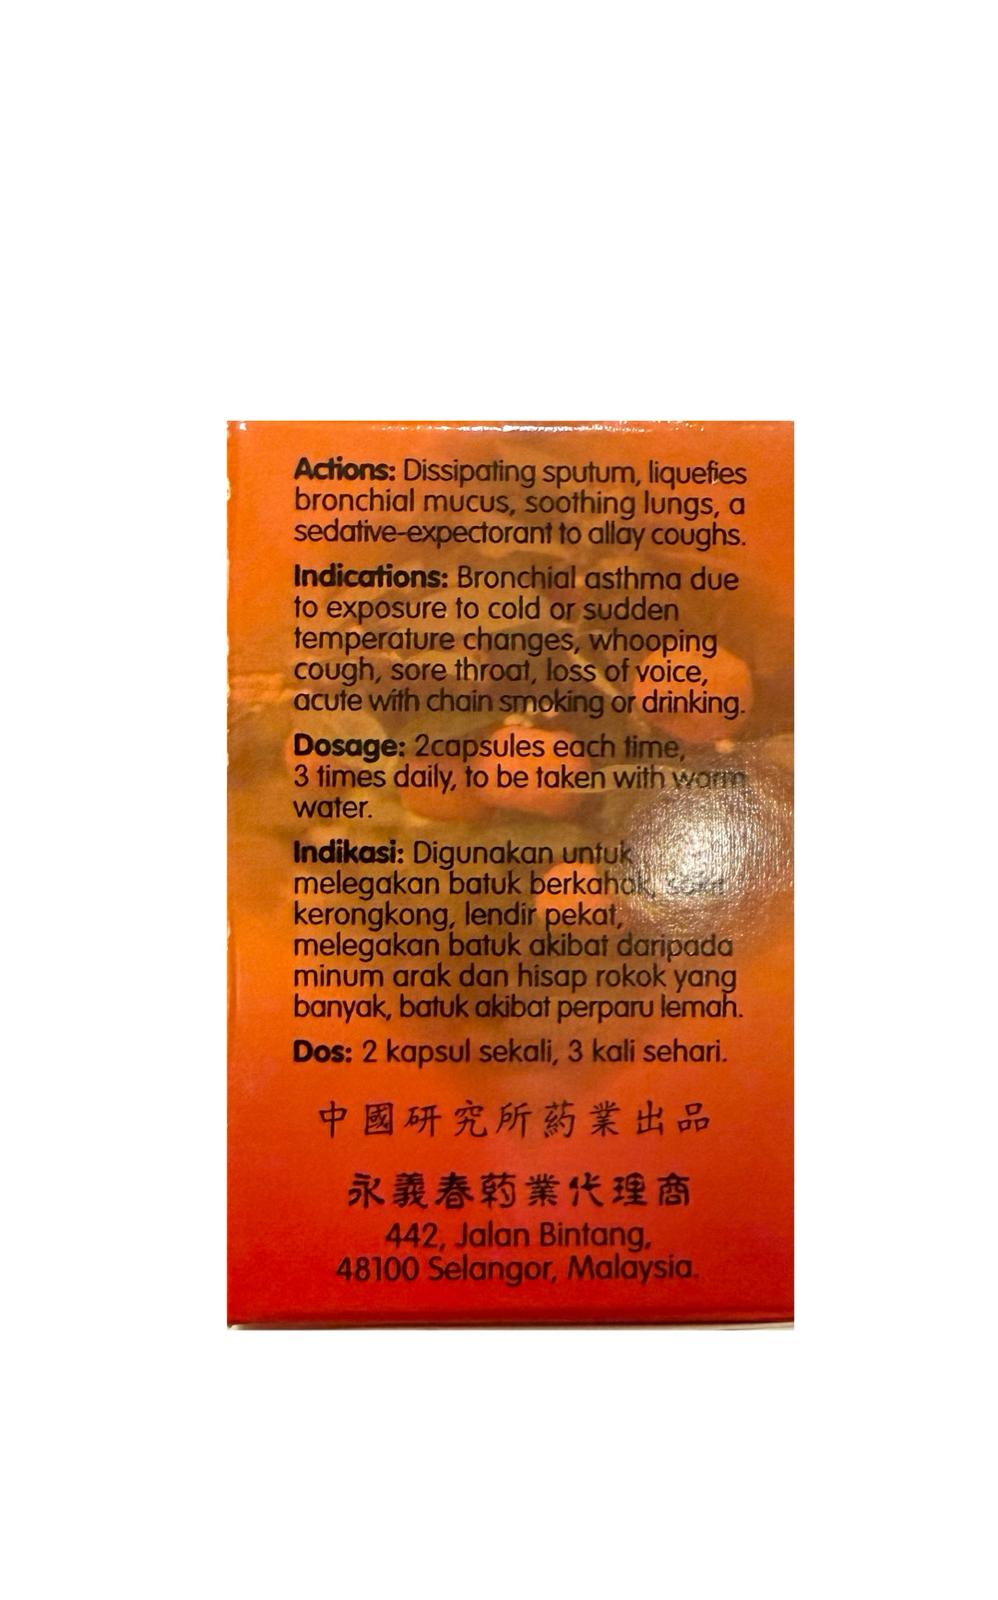 Actions: Dissipating sputum, liquefies
bronchial mucus, soothing lungs, a
sedative-expectorant to allay coughs.
Indications: Bronchial asthma due
to exposure to cold or sudden
temperature changes, whooping
cough, sore throat, loss of voice,
acute with chain smoking or drinking.
Dosage: 2capsules each time,
3 times daily, to be taken with warm
water.
Indikasi: Digunakan untuk
melegakan batuk berkahak,
kerongkong, lendir pekat,
melegakan batuk akibat daripada
minum arak dan hisap rokok yang
banyak, batuk akibat perparu lemah.
Dos: 2 kapsul sekali, 3 kali sehari.
中國研究所葯業出品
永義春葯業代理商
442, Jalan Bintang,
48100 Selangor, Malaysia.